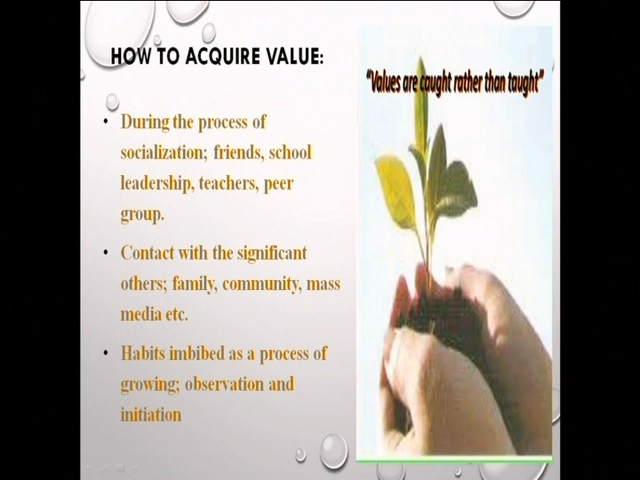 HOW TO ACQUIRE VALUE:
"Values are caught rather than taught"
• During the process of
socialization; friends, school
leadership, teachers, peer
group.
• Contact with the significant
others; family, community, mass
media etc.
• Habits imbibed as a process of
growing; observation and
initiation